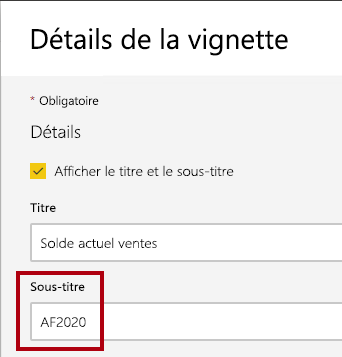 Détails de la vignette
* Obligatoire
Détails
Afficher le titre et le sous-titre
Titre
Solde actuel ventes
Sous-titre
AF2020